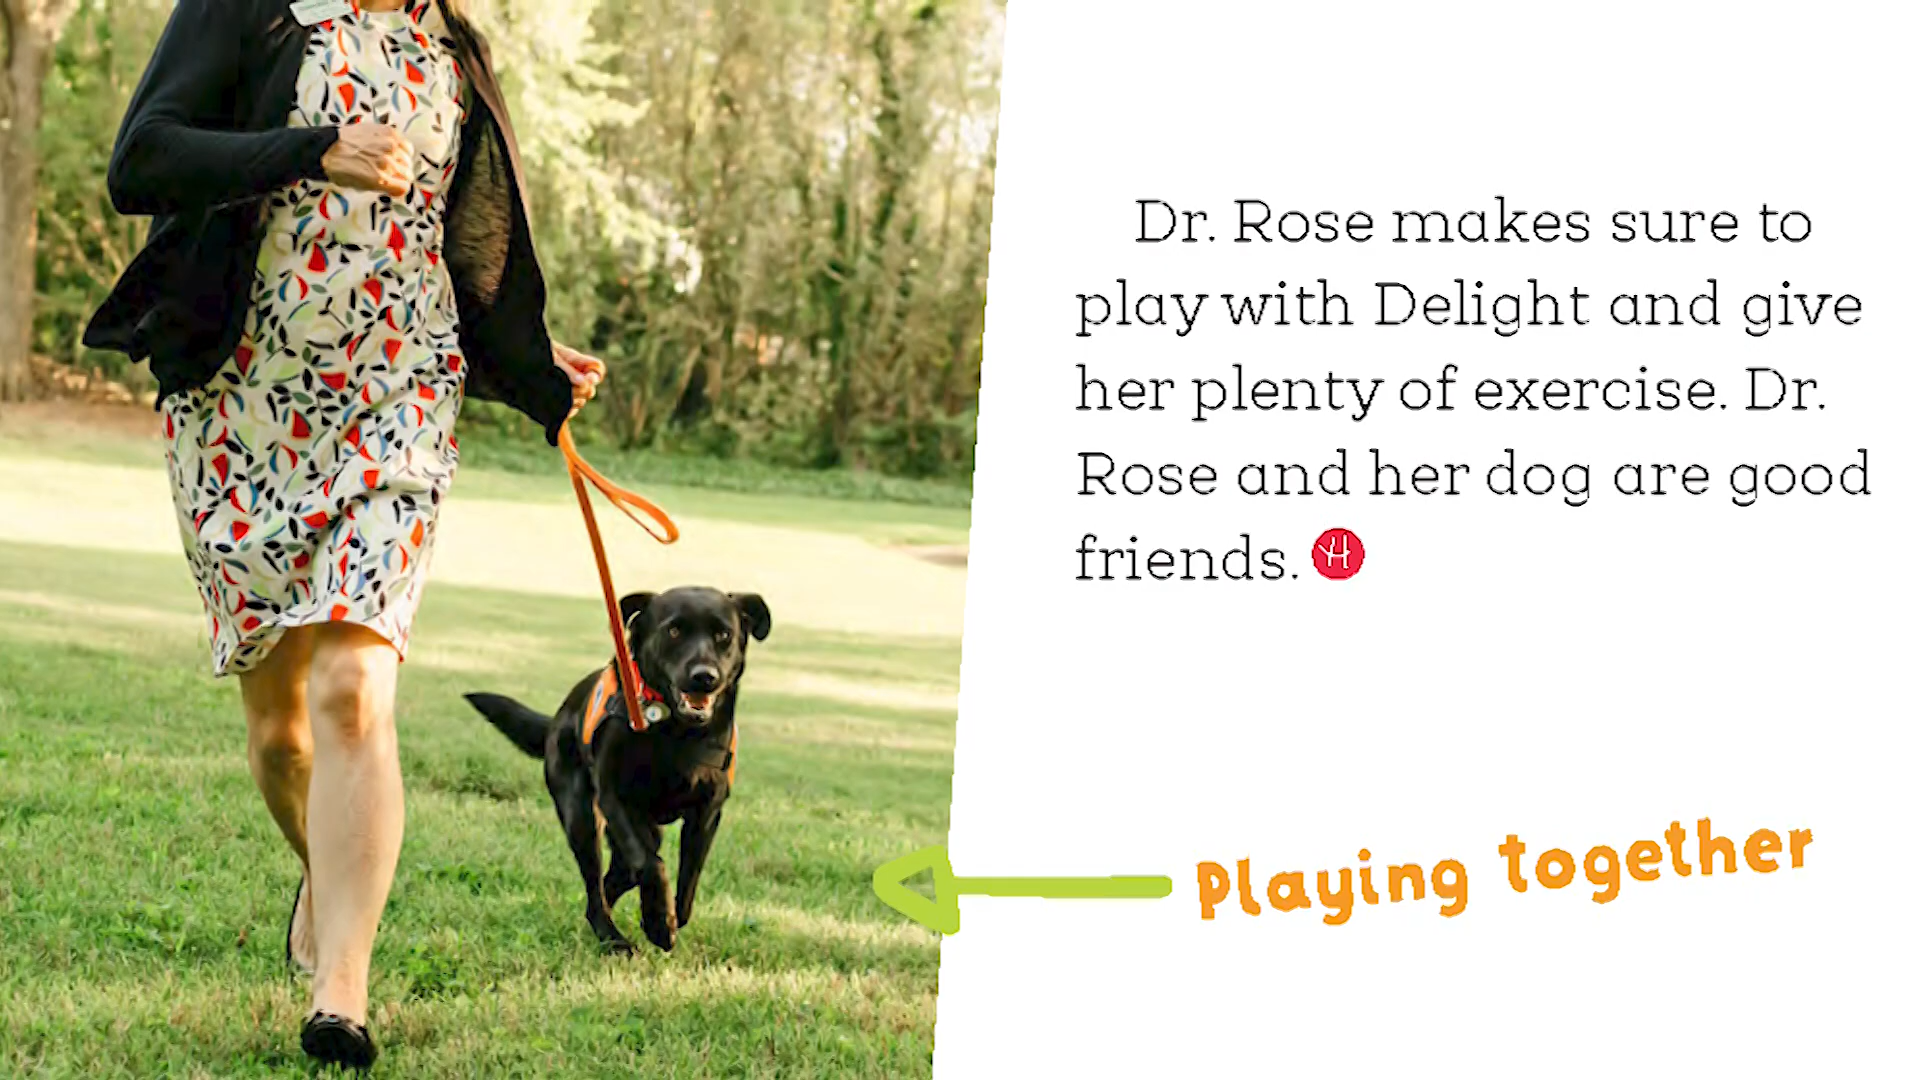 Dr. Rose makes sure to
play with Delight and give
her plenty of exercise. Dr.
Rose and her dog are good
friends. YH
Playing together